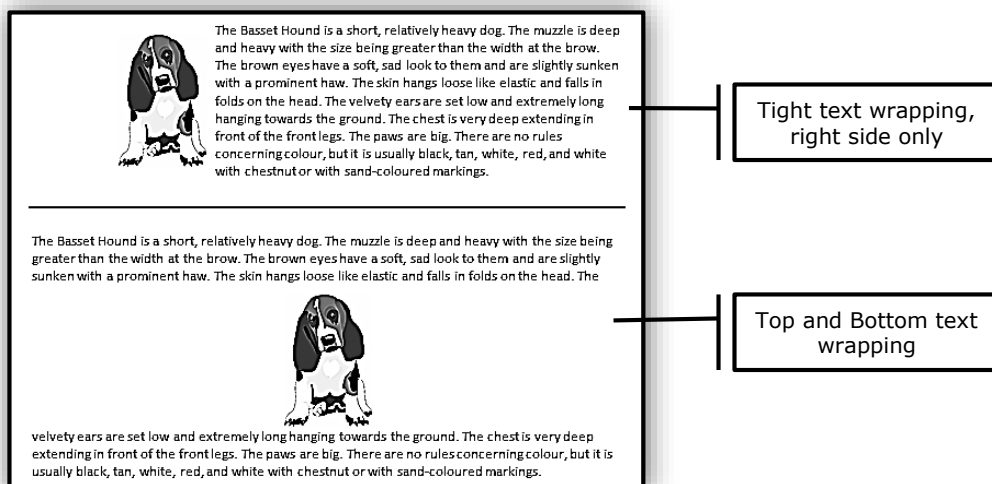 The Basset Hound is a short, relatively heavy dog. The muzzle is deep
and heavy with the size being greater than the width at the brow.
The brown eyes have a soft, sad look to them and are slightly sunken
with a prominent haw. The skin hangs loose like elastic and falls in
folds on the head. The velvety ears are set low and extremely long
hanging towards the ground. The chest is very deep extending in
front of the front legs. The paws are big. There are no rules
concerning colour, but it is usually black, tan, white, red, and white
with chestnut or with sand-coloured markings.
Tight text wrapping,
right side only
The Basset Hound is a short, relatively heavy dog. The muzzle is deep and heavy with the size being
greater than the width at the brow. The brown eyes have a soft, sad look to them and are slightly
sunken with a prominent haw. The skin hangs loose like elastic and falls in folds on the head. The
Top and Bottom text
wrapping
velvety ears are set low and extremely long hanging towards the ground. The chest is very deep
extending in front of the front legs. The paws are big. There are no rules concerning colour, but it is
usually black, tan, white, red, and white with chestnut or with sand-coloured markings.